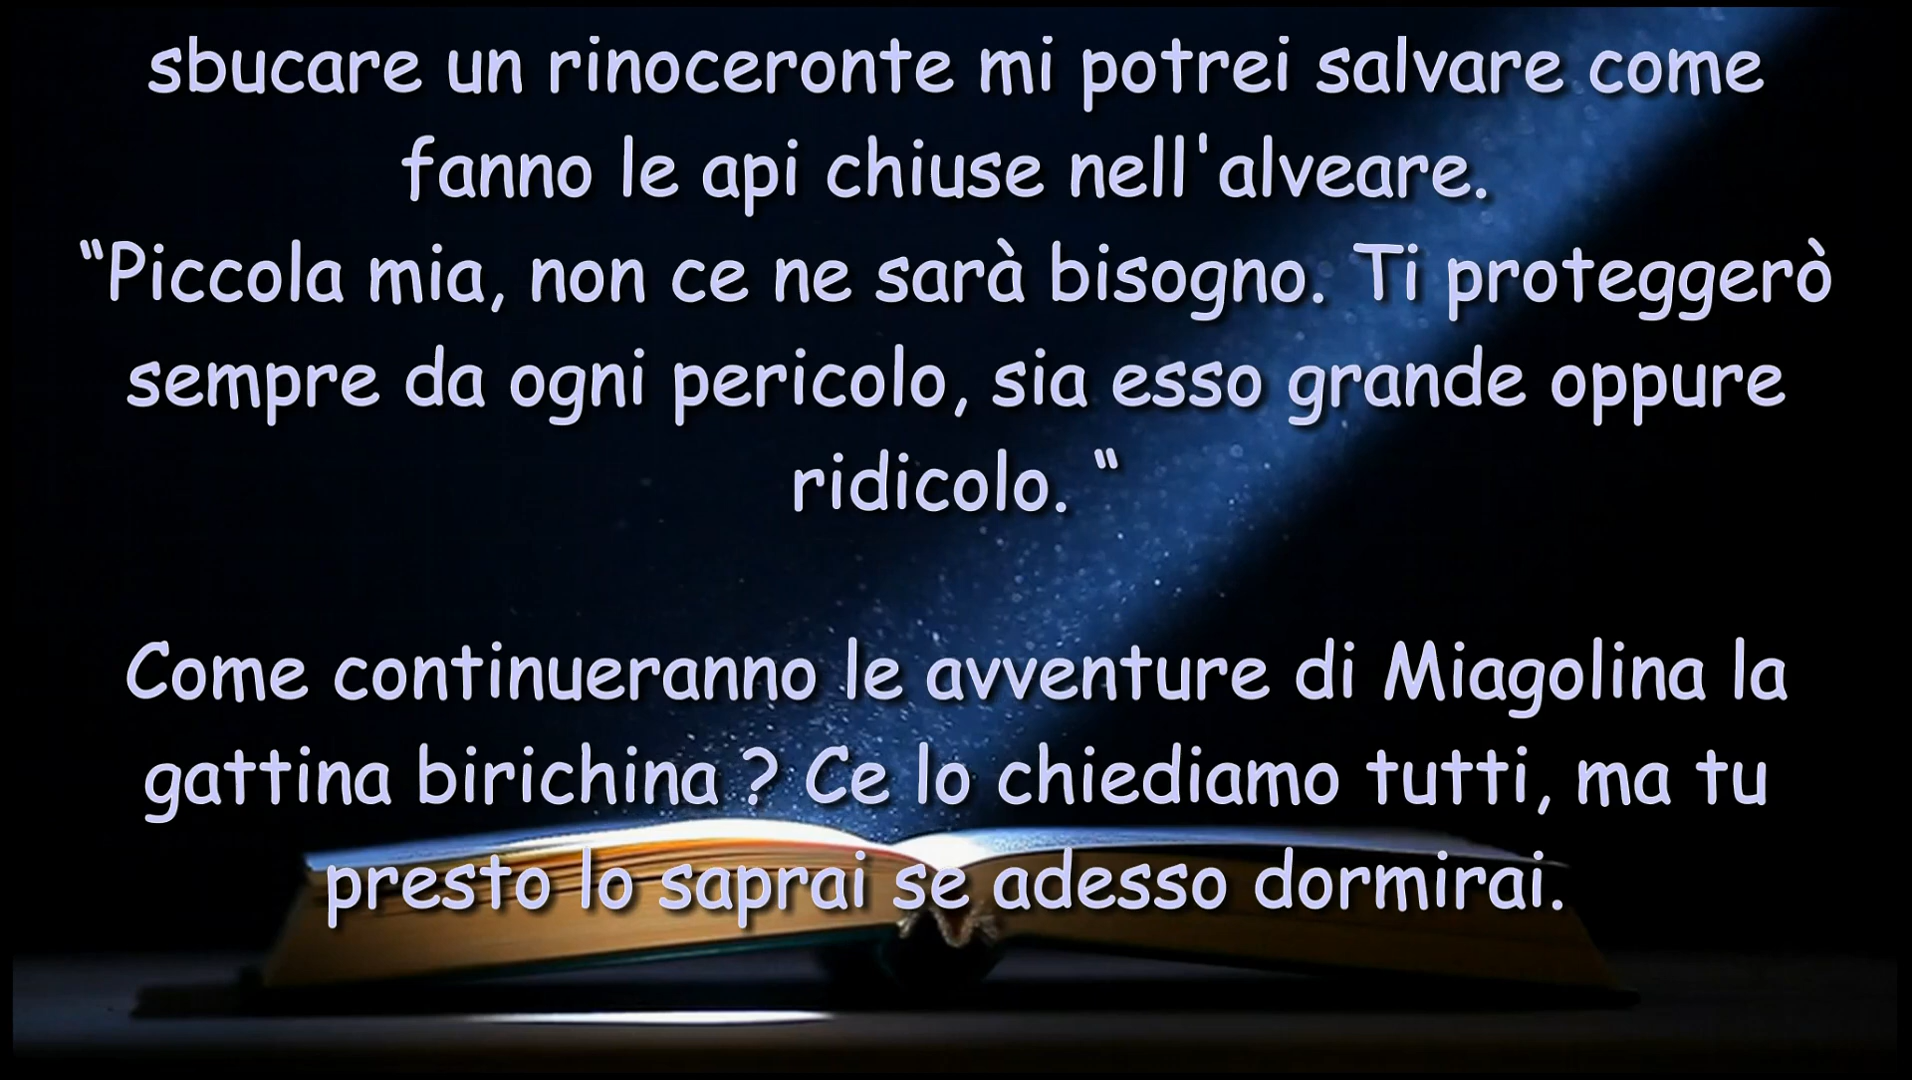 sbucare un rinoceronte mi potrei salvare come
fanno le api chiuse nell'alveare.
“Piccola mia, non ce ne sarà bisogno. Ti proteggerò
sempre da ogni pericolo, sia esso grande oppure
ridicolo. “
Come continueranno le avventure di Miagolina la
gattina birichina ? Ce lo chiediamo tutti, ma tu
presto lo saprai se adesso dormirai.